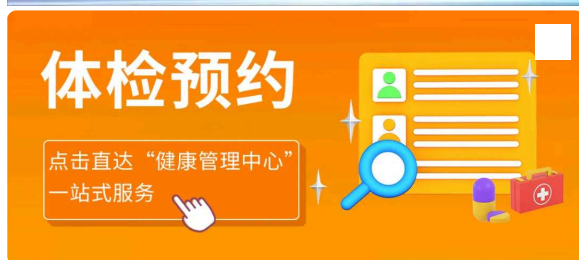 体检预约
点击直达“健康管理中心”
一站式服务